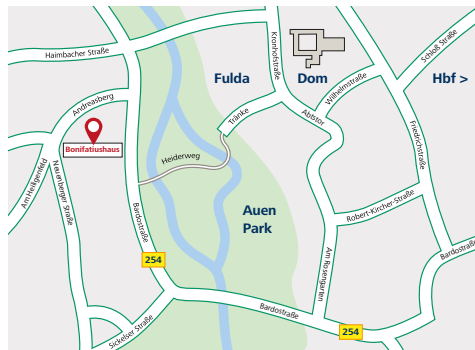 Haimbacher Straße
Kronhofstraße
Schloß Straße
Fulda
Dom
Hbf >
Wilhelmstraße
Andreasberg
Tränke
Abtstor
Friedrichstraße
Bonifatiushaus
Heiderweg
Am Heiligenfeld
Neuenberger Straße
Bardostraße
Robert-Kircher-Straße
Auen
Park
Am Rosengarten
Bardostraße
254
Bardostraße
254
Sickelser Straße